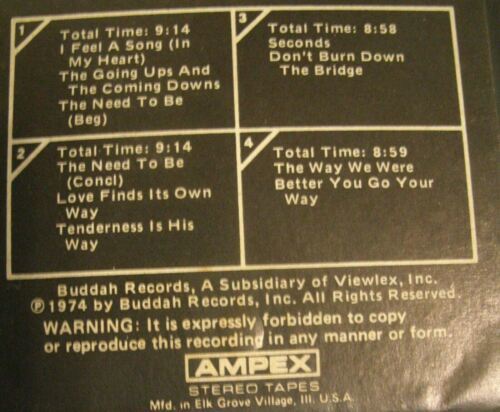 1
Total Time: 9:14
I Feel A Song (In
My Heart)
The Going Ups And
The Coming Downs
The Need To Be
(Beg)
2
Total Time: 9:14
The Need To Be
(Concl)
Love Finds Its Own
Way
Tenderness Is His
Way
3
Total Time: 8:58
Seconds
Don't Burn Down
The Bridge
4
Total Time: 8:59
The Way We Were
Better You Go Your
Way
Buddah Records, A Subsidiary of Viewlex, Inc.
℗1974 by Buddah Records, Inc. All Rights Reserved.
WARNING: It is expressly forbidden to copy
or reproduce this recording in any manner or form.
AMPEX
STEREO TAPES
Mfd. in Elk Grove Village, Ill. U.S.A.